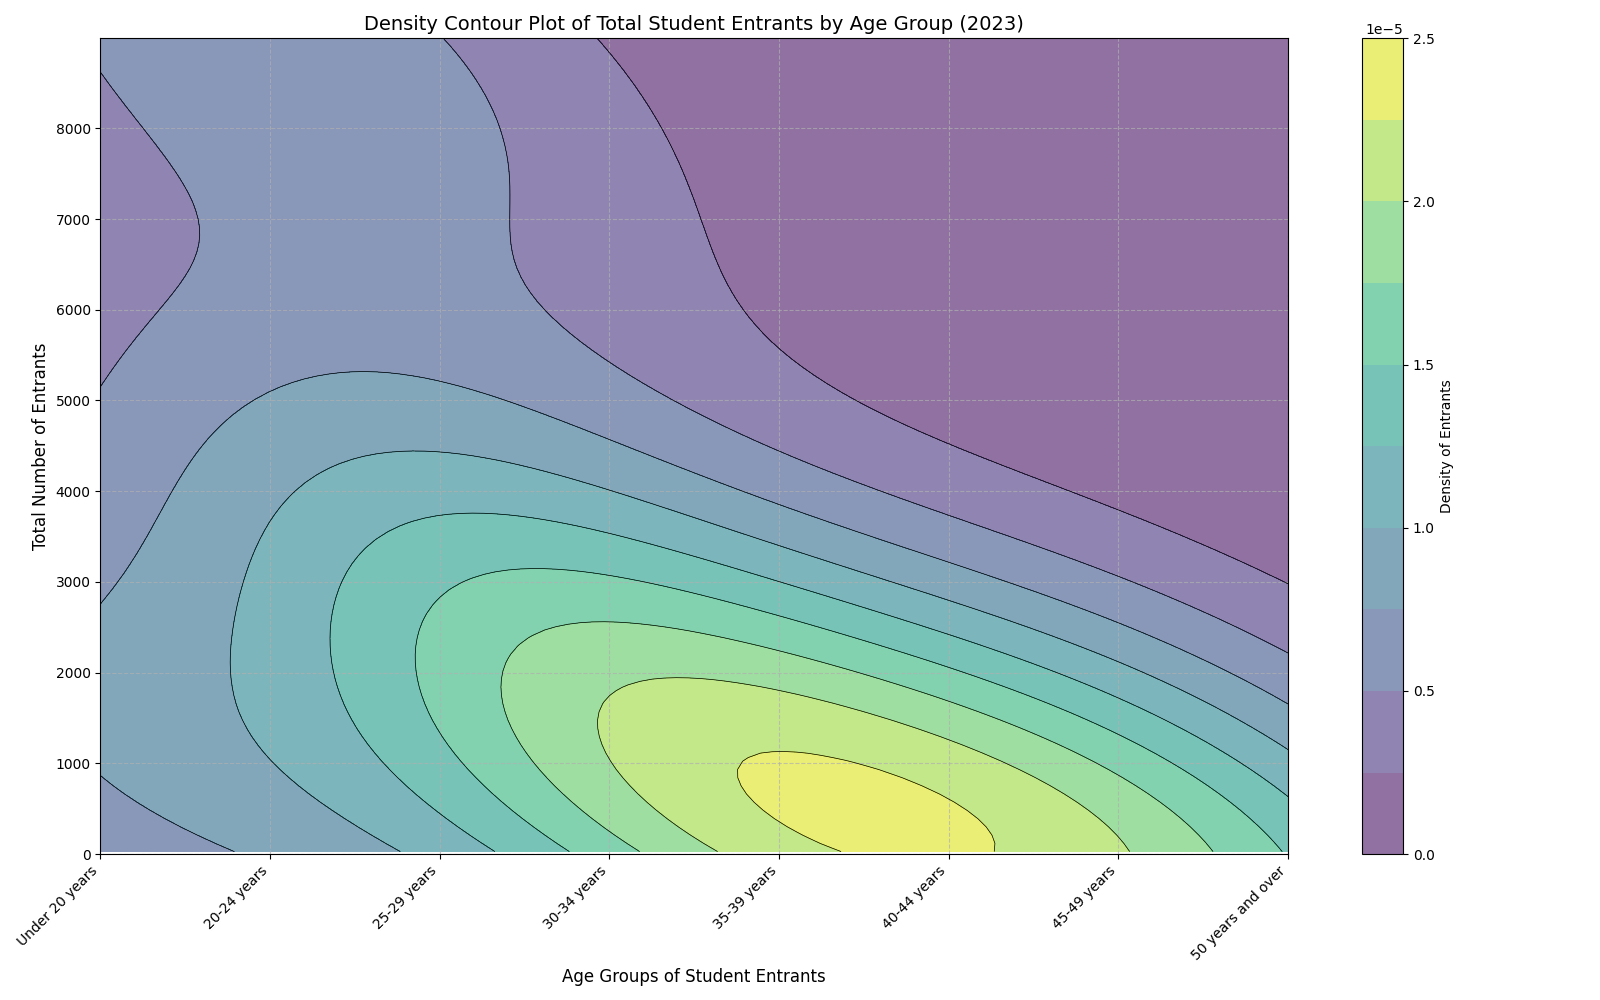 Density Contour Plot of Total Student Entrants by Age Group (2023)
1e−5
Total Number of Entrants
8000
7000
6000
5000
4000
3000
2000
1000
0
Under 20 years
20-24 years
25-29 years
30-34 years
35-39 years
40-44 years
45-49 years
50 years and over
Age Groups of Student Entrants
2.5
2.0
1.5
1.0
0.5
0.0
Density of Entrants